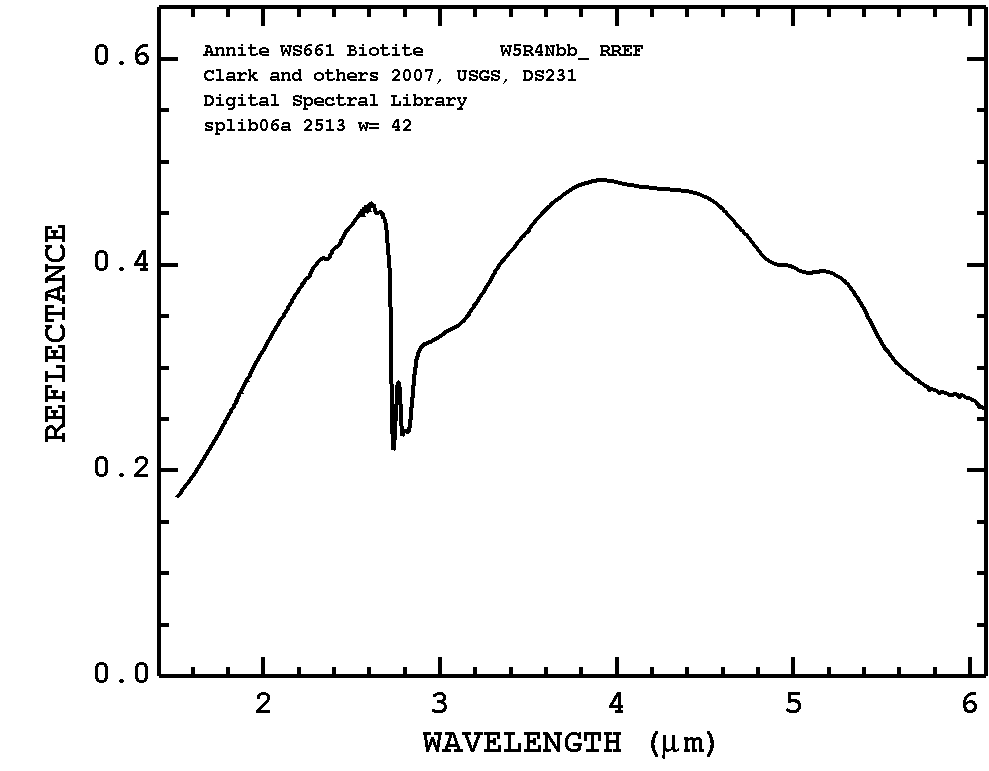 0.6
Annite WS661 Biotite W5R4Nbb_ RREF
Clark and others 2007, USGS, DS231
Digital Spectral Library
splib06a 2513 w= 42
0.4
REFLECTANCE
0.2
0.0
2 3 4 5 6
WAVELENGTH (μm)